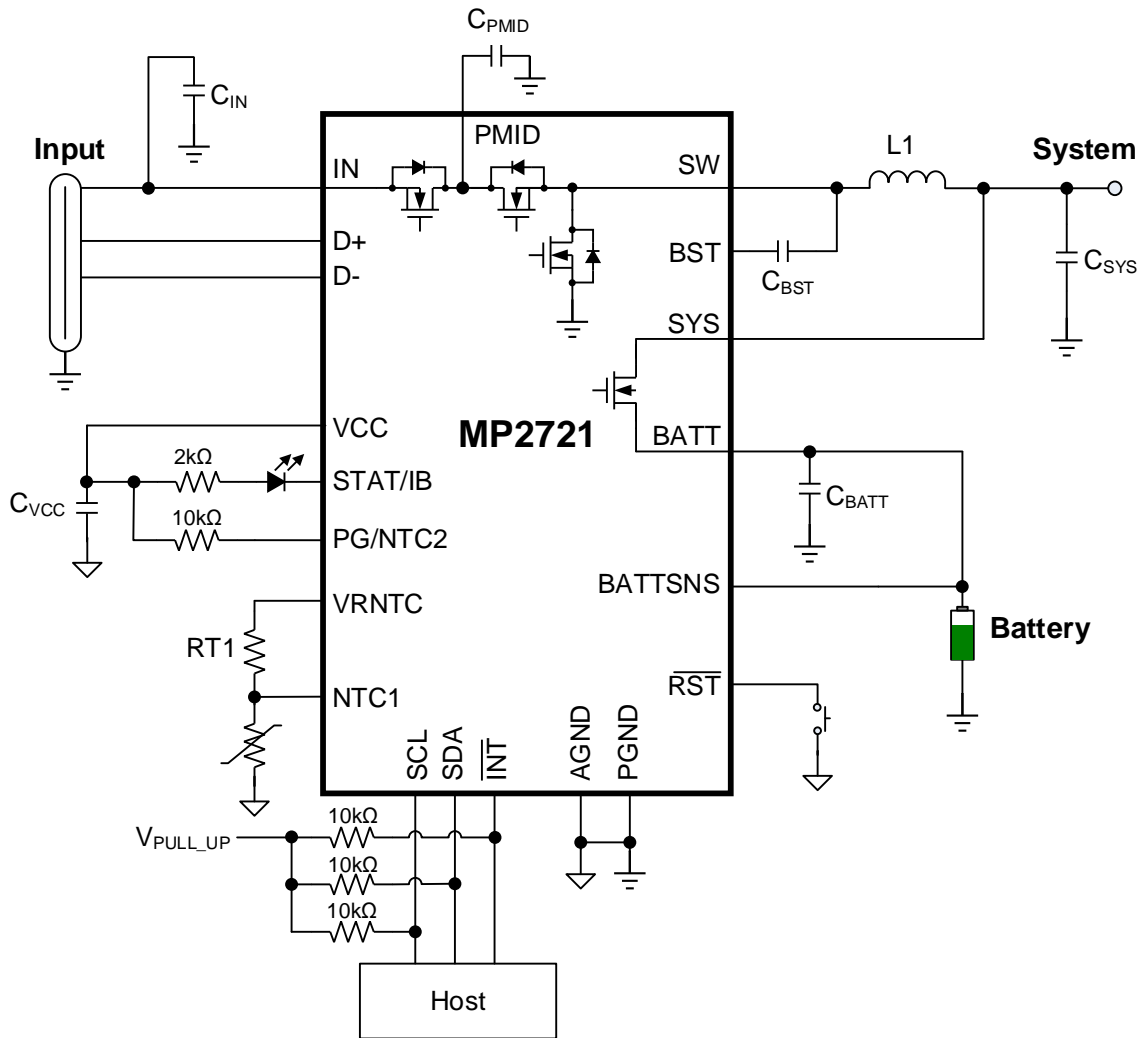 CPMID
CIN
PMID
L1
Input
IN
SW
System
D+
BST
D-
CBST
CSYS
SYS
VCC
MP2721
BATT
2kΩ
STAT/IB
CVCC
10kΩ
CBATT
PG/NTC2
BATTSNS
VRNTC
Battery
RT1
RST
NTC1
SCL
SDA
INT
AGND
PGND
10kΩ
VPULL_UP
10kΩ
10kΩ
Host